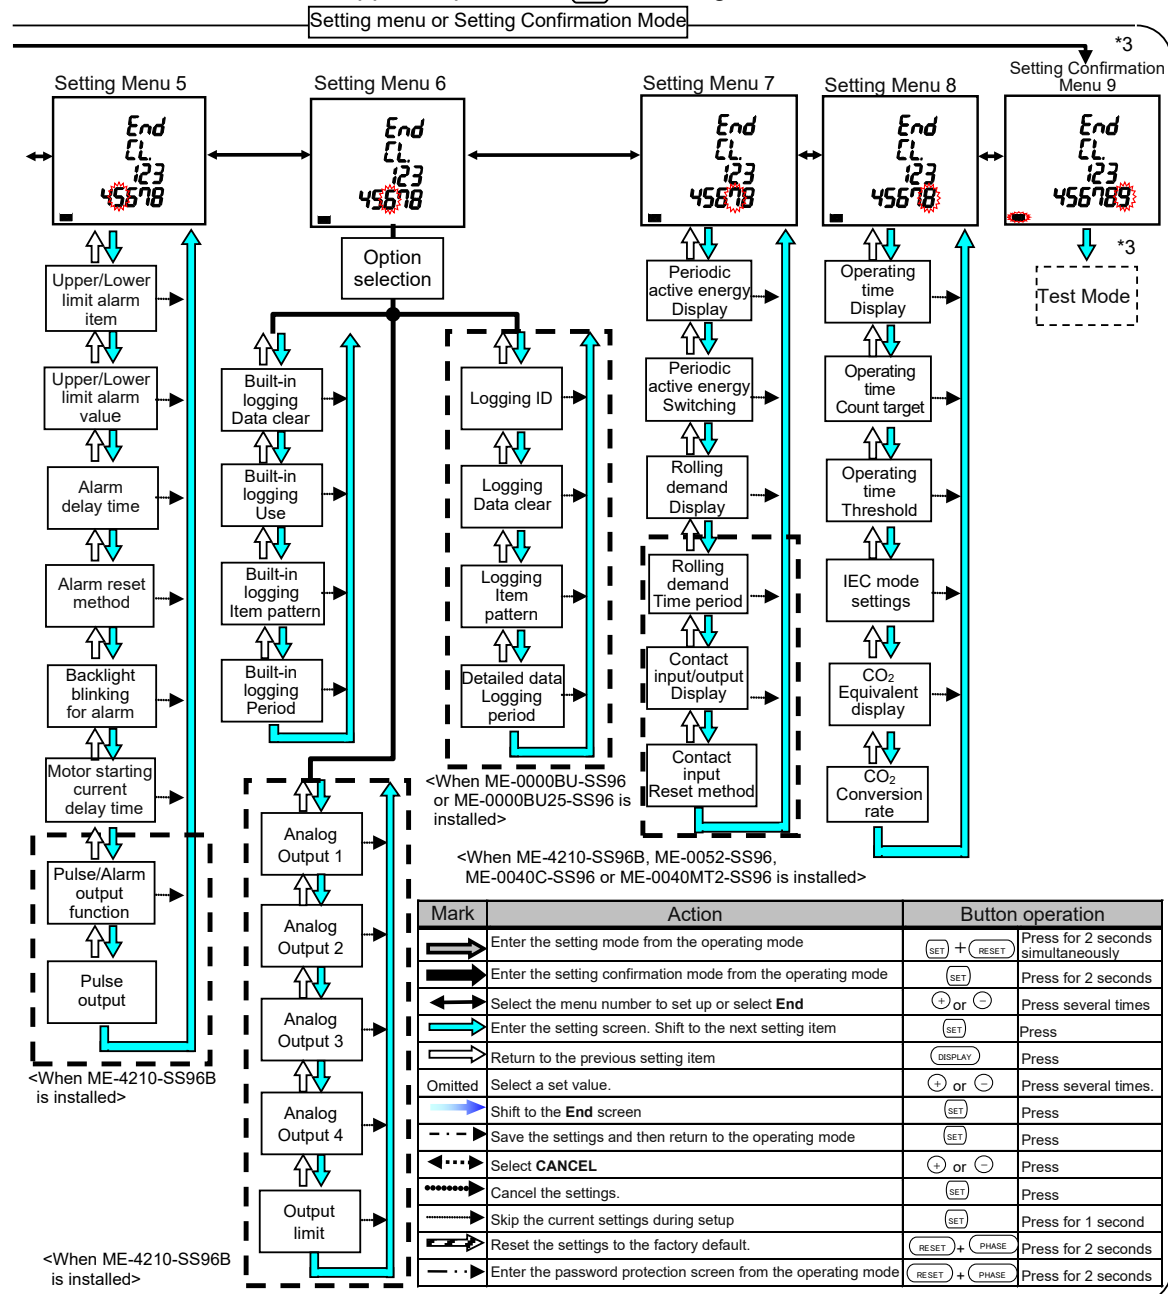 Setting menu or Setting Confirmation Mode
*3
Setting Menu 5
Setting Menu 6
Setting Menu 7
Setting Menu 8
Setting Confirmation
Menu 9
End
CL.
123
45678
End
CL.
123
45678
End
CL.
123
45678
End
CL.
123
45678
End
CL.
123
456789
*3
Test Mode
Upper/Lower
limit alarm
item
Upper/Lower
limit alarm
value
Alarm
delay time
Alarm reset
method
Backlight
blinking
for alarm
Motor starting
current
delay time
Pulse/Alarm
output
function
Pulse
output
<When ME-4210-SS96B
is installed>
Option
selection
Built-in
logging
Data clear
Built-in
logging
Use
Built-in
logging
Item pattern
Built-in
logging
Period
Logging ID
Logging
Data clear
Logging
Item
pattern
Detailed data
Logging
period
<When ME-0000BU-SS96
or ME-0000BU25-SS96 is
installed>
Analog
Output 1
Analog
Output 2
Analog
Output 3
Analog
Output 4
Output
limit
<When ME-4210-SS96B
is installed>
Periodic
active energy
Display
Periodic
active energy
Switching
Rolling
demand
Display
Rolling
demand
Time period
Contact
input/output
Display
Contact
input
Reset method
<When ME-4210-SS96B, ME-0052-SS96,
ME-0040C-SS96 or ME-0040MT2-SS96 is installed>
Operating
time
Display
Operating
time
Count target
Operating
time
Threshold
IEC mode
settings
CO2
Equivalent
display
CO2
Conversion
rate
Mark Action Button operation
Enter the setting mode from the operating mode SET + RESET Press for 2 seconds
simultaneously
Enter the setting confirmation mode from the operating mode SET Press for 2 seconds
Select the menu number to set up or select End + or − Press several times
Enter the setting screen. Shift to the next setting item SET Press
Return to the previous setting item DISPLAY Press
Omitted Select a set value. + or − Press several times.
Shift to the End screen SET Press
Save the settings and then return to the operating mode SET Press
Select CANCEL + or − Press
Cancel the settings. SET Press
Skip the current settings during setup SET Press for 1 second
Reset the settings to the factory default. RESET + PHASE Press for 2 seconds
Enter the password protection screen from the operating mode RESET + PHASE Press for 2 seconds